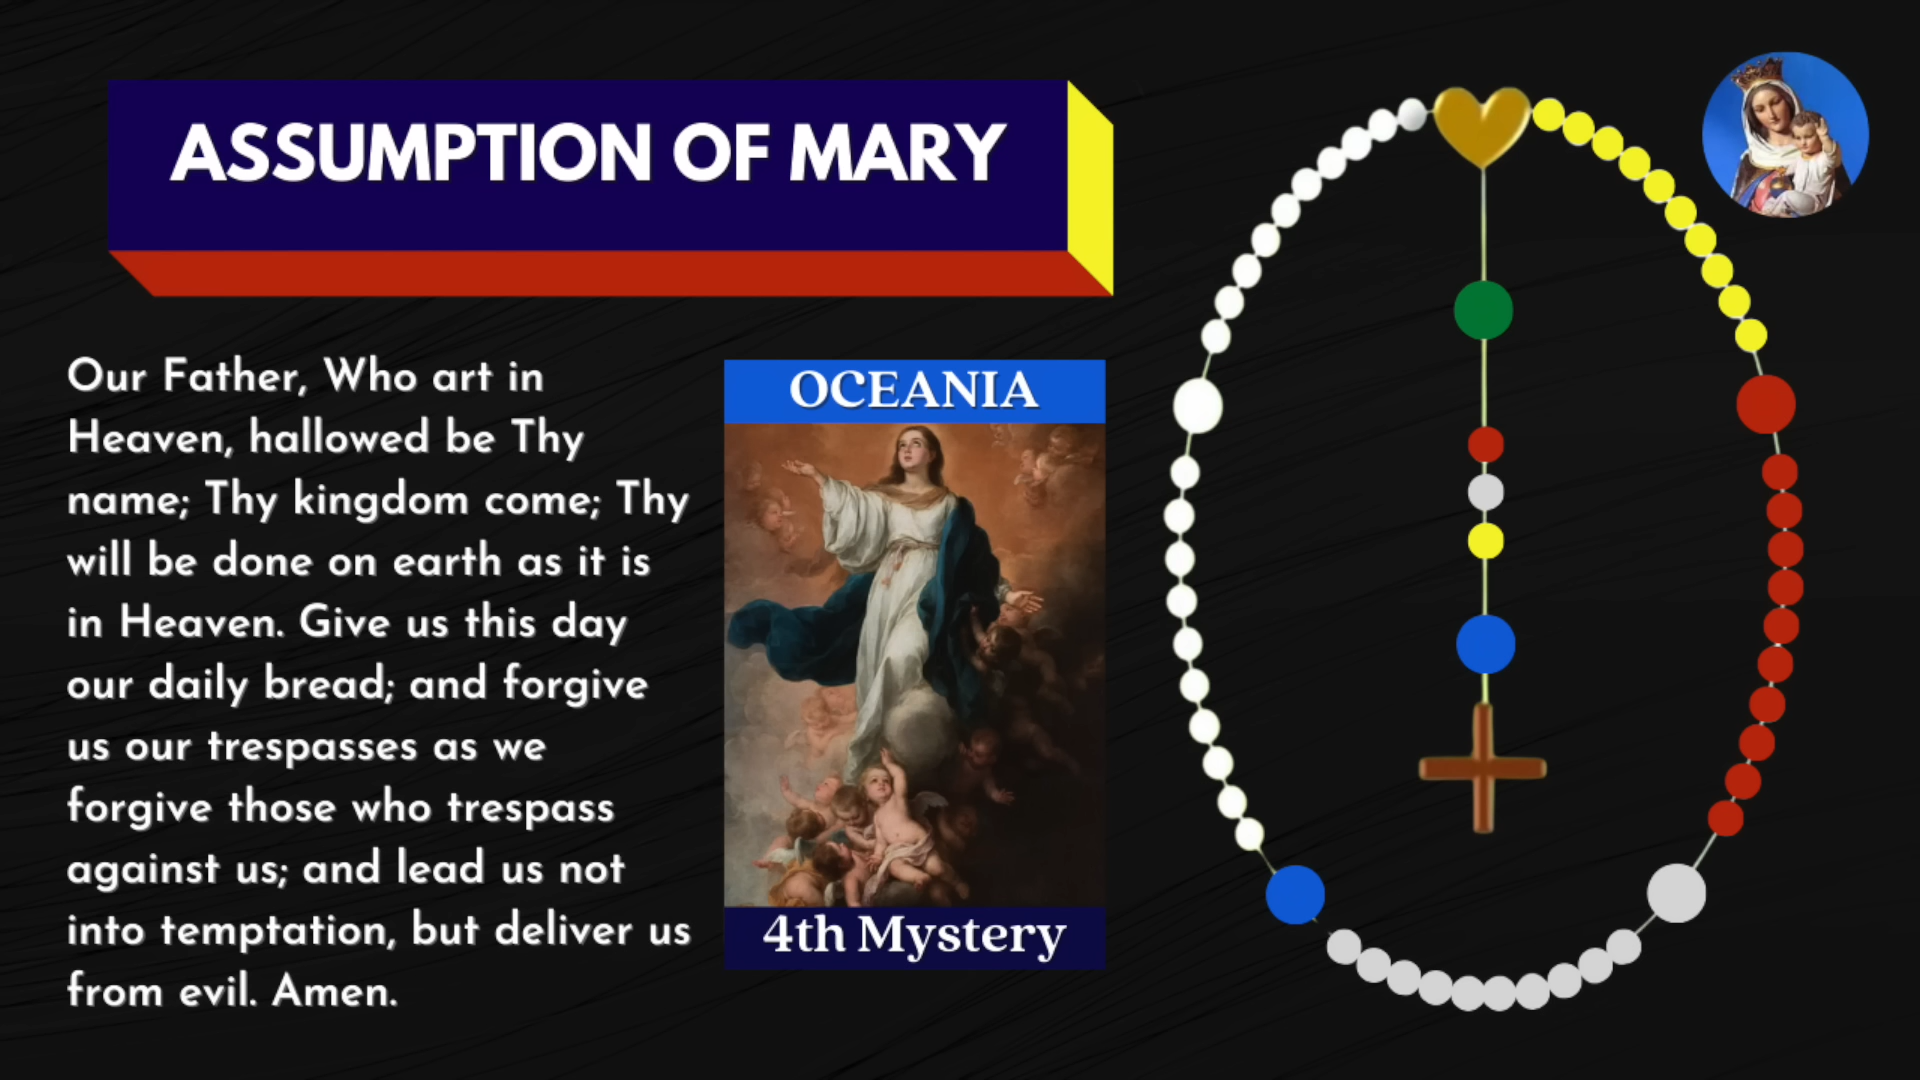 ASSUMPTION OF MARY
Our Father, Who art in
Heaven, hallowed be Thy
name; Thy kingdom come; Thy
will be done on earth as it is
in Heaven. Give us this day
our daily bread; and forgive
us our trespasses as we
forgive those who trespass
against us; and lead us not
into temptation, but deliver us
from evil. Amen.
OCEANIA
4th Mystery